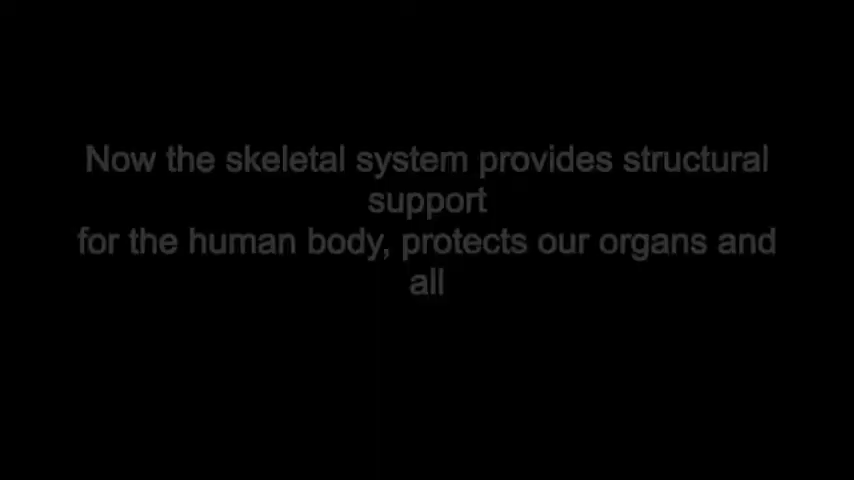 Now the skeletal system provides structural
support
for the human body, protects our organs and
all